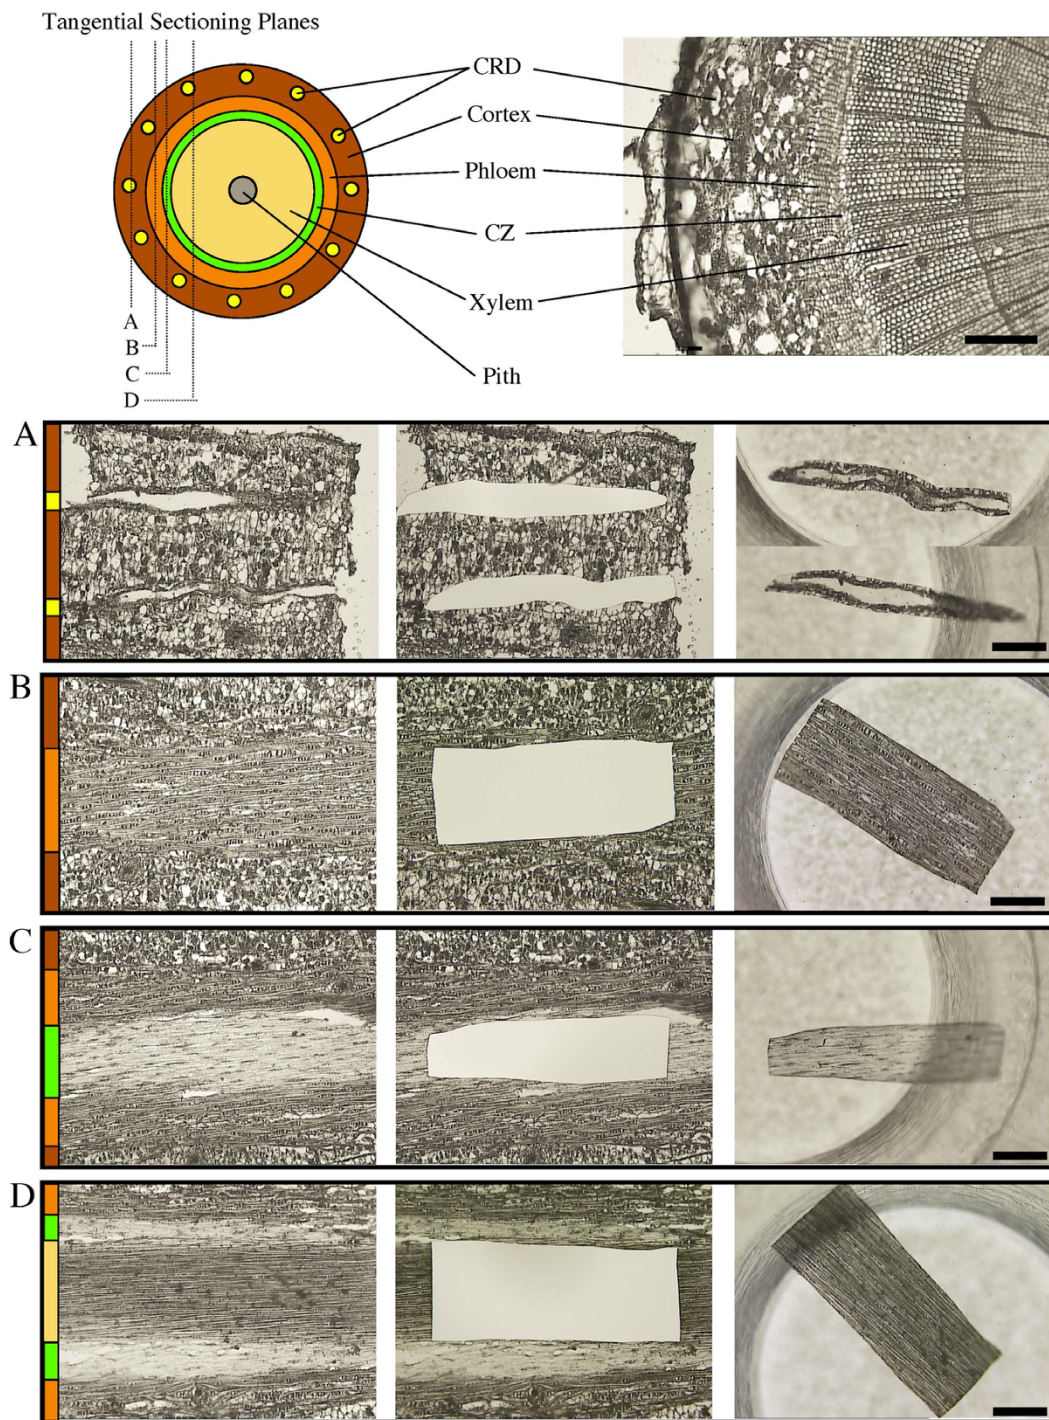 Tangential Sectioning Planes
CRD
Cortex
Phloem
CZ
Xylem
Pith
A
B
C
D
A
B
C
D